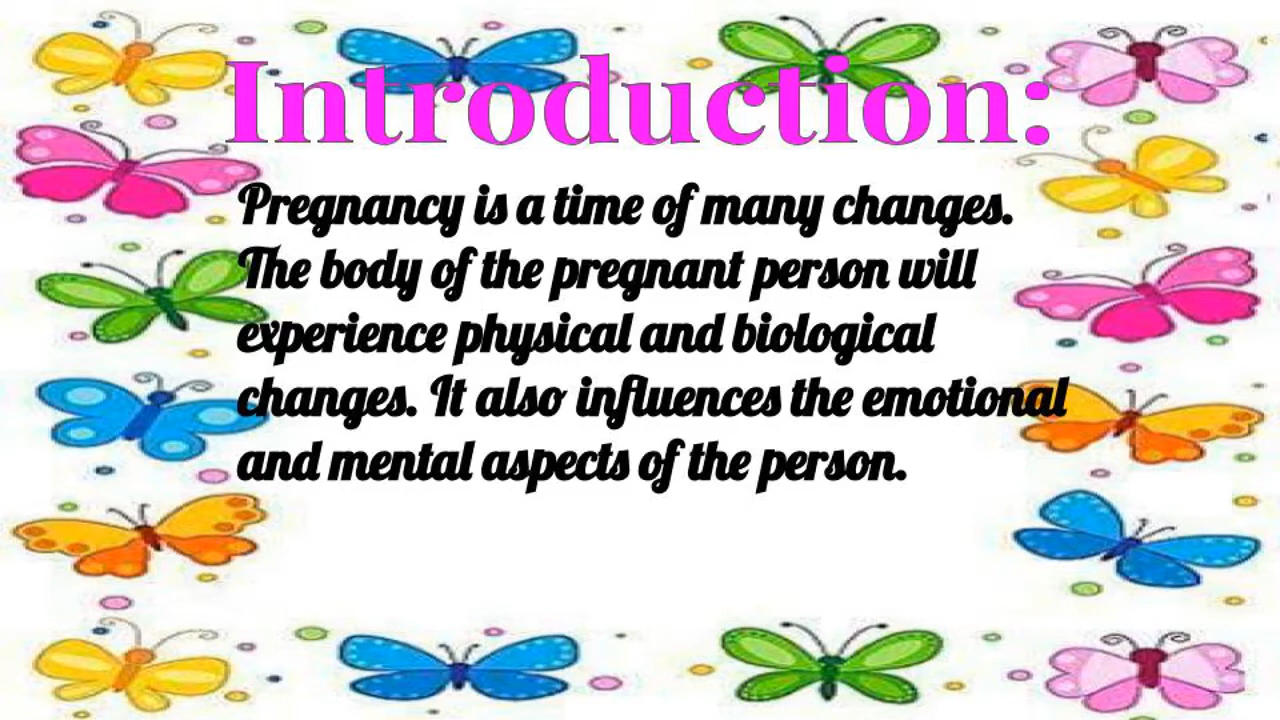 Introduction:
Pregnancy is a time of many changes.
The body of the pregnant person will
experience physical and biological
changes. It also influences the emotional
and mental aspects of the person.